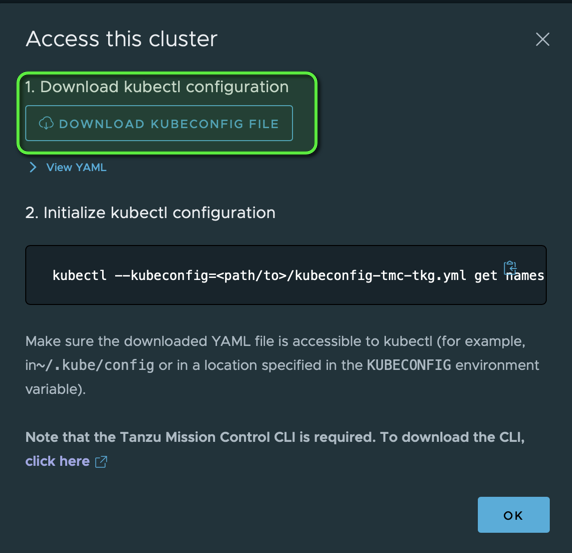 Access this cluster
1. Download kubectl configuration
DOWNLOAD KUBECONFIG FILE
View YAML
2. Initialize kubectl configuration
kubectl --kubeconfig=<path/to>/kubeconfig-tmc-tkg.yml get names
Make sure the downloaded YAML file is accessible to kubectl (for example,
in~/.kube/config or in a location specified in the KUBECONFIG environment
variable).
Note that the Tanzu Mission Control CLI is required. To download the CLI,
click here
OK